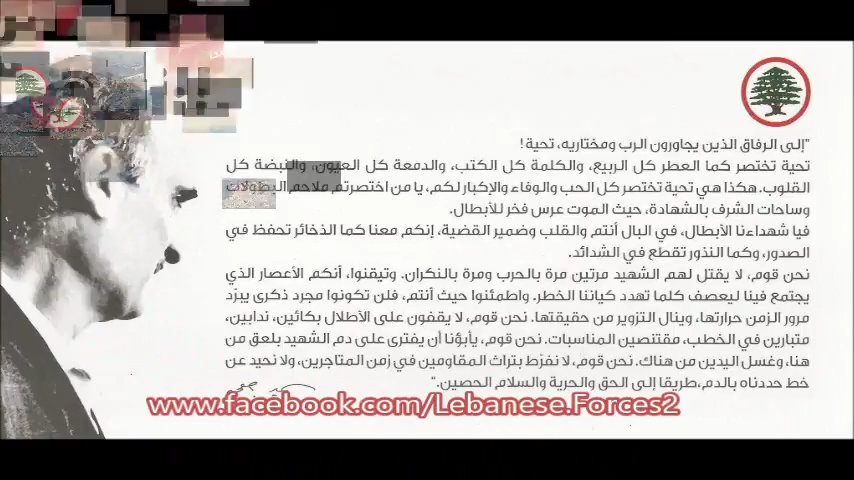 "إلى الرفاق الذين يجاورون الرب ومختاريه، تحية!
تحية تختصر كما العطر كل الربيع، والكلمة كل الكتب، والدمعة كل العيون، والنبضة كل
القلوب. هكذا هي تحية تختصر كل الحب والوفاء والإكبار لكم، يا من اختصرتم ملاحم البطولات
وساحات الشرف بالشهادة، حيث الموت عرس فخر للأبطال.
فيا شهداءنا الأبطال، في البال أنتم والقلب وضمير القضية، إنكم معنا كما الذخائر تحفظ في
الصدور، وكما النذور تقطع في الشدائد.
نحن قوم، لا يقتل لهم الشهيد مرتين مرة بالحرب ومرة بالنكران. وتيقنوا، أنكم الأعصار الذي
يجتمع فينا ليعصف كلما تهدد كياننا الخطر. واطمئنوا حيث أنتم، فلن تكونوا مجرد ذكرى يبرّد
مرور الزمن حرارتها، وينال التزوير من حقيقتها. نحن قوم، لا يقفون على الأطلال بكائين، ندابين،
متبارين في الخطب، مقتنصين المناسبات. نحن قوم، يأبؤنا أن يفترى على دم الشهيد بلعق من
هنا، وغسل اليدين من هناك. نحن قوم، لا نفرّط بتراث المقاومين في زمن المتاجرين، ولا نحيد عن
خط حددناه بالدم، طريقا إلى الحق والحرية والسلام الحصين."
www.facebook.com/Lebanese.Forces2